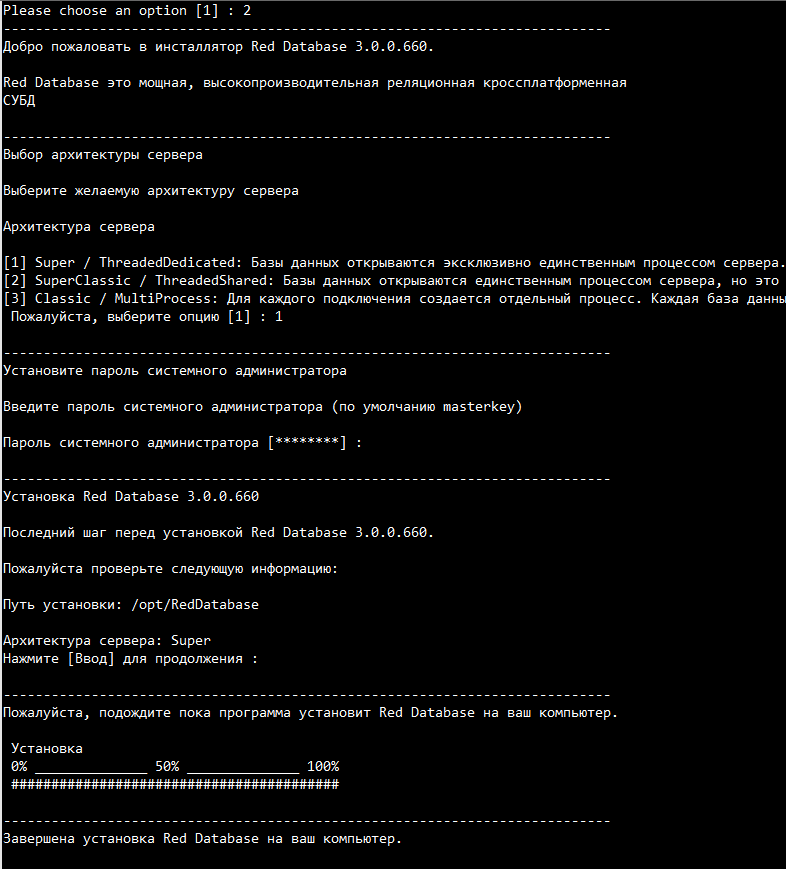 Please choose an option [1] : 2
----------------------------------------------------------------------------
Добро пожаловать в инсталлятор Red Database 3.0.0.660.
Red Database это мощная, высокопроизводительная реляционная кроссплатформенная
СУБД
----------------------------------------------------------------------------
Выбор архитектуры сервера
Выберите желаемую архитектуру сервера
Архитектура сервера
[1] Super / ThreadedDedicated: Базы данных открываются эксклюзивно единственным процессом сервера.
[2] SuperClassic / ThreadedShared: Базы данных открываются единственным процессом сервера, но это
[3] Classic / MultiProcess: Для каждого подключения создается отдельный процесс. Каждая база данны
Пожалуйста, выберите опцию [1] : 1
----------------------------------------------------------------------------
Установите пароль системного администратора
Введите пароль системного администратора (по умолчанию masterkey)
Пароль системного администратора [********] :
----------------------------------------------------------------------------
Установка Red Database 3.0.0.660
Последний шаг перед установкой Red Database 3.0.0.660.
Пожалуйста проверьте следующую информацию:
Путь установки: /opt/RedDatabase
Архитектура сервера: Super
Нажмите [Ввод] для продолжения :
----------------------------------------------------------------------------
Пожалуйста, подождите пока программа установит Red Database на ваш компьютер.
Установка
0% ______________ 50% ______________ 100%
#########################################
----------------------------------------------------------------------------
Завершена установка Red Database на ваш компьютер.